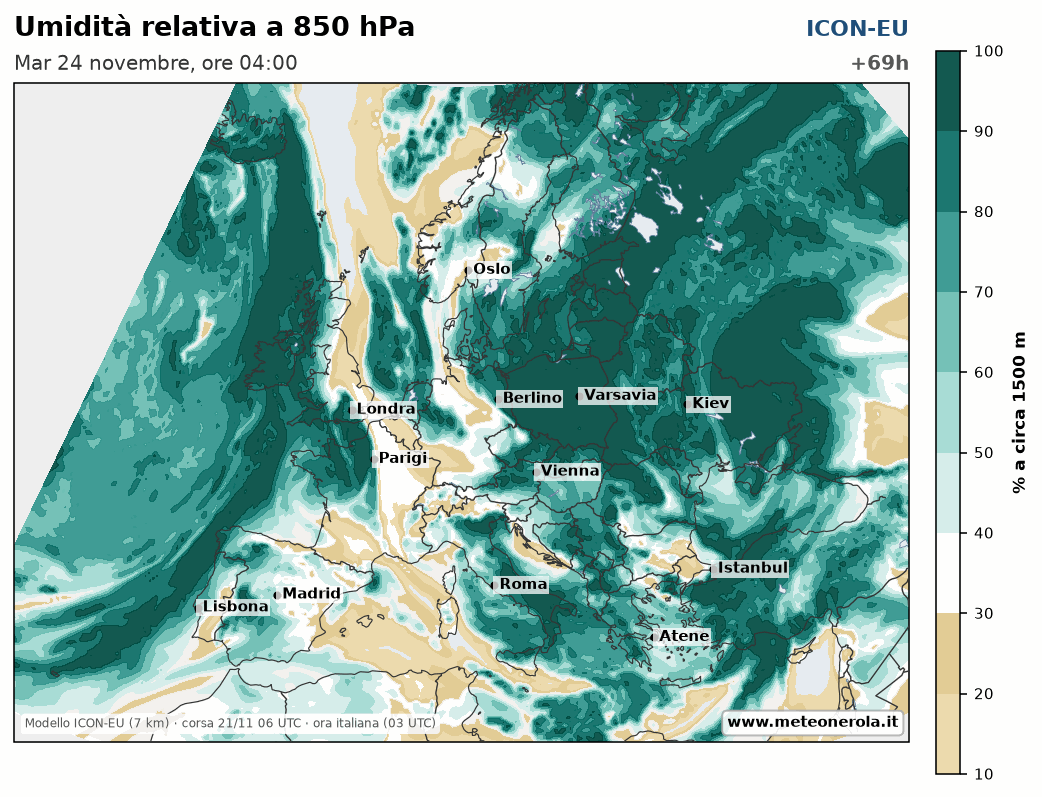 Umidità relativa a 850 hPa
ICON-EU
Mar 24 novembre, ore 04:00
+69h
100
90
80
70
60
50
40
30
20
10
% a circa 1500 m
Oslo
Berlino
Varsavia
Kiev
Londra
Parigi
Vienna
Istanbul
Roma
Madrid
Lisbona
Atene
Modello ICON-EU (7 km) · corsa 21/11 06 UTC · ora italiana (03 UTC)
www.meteonerola.it